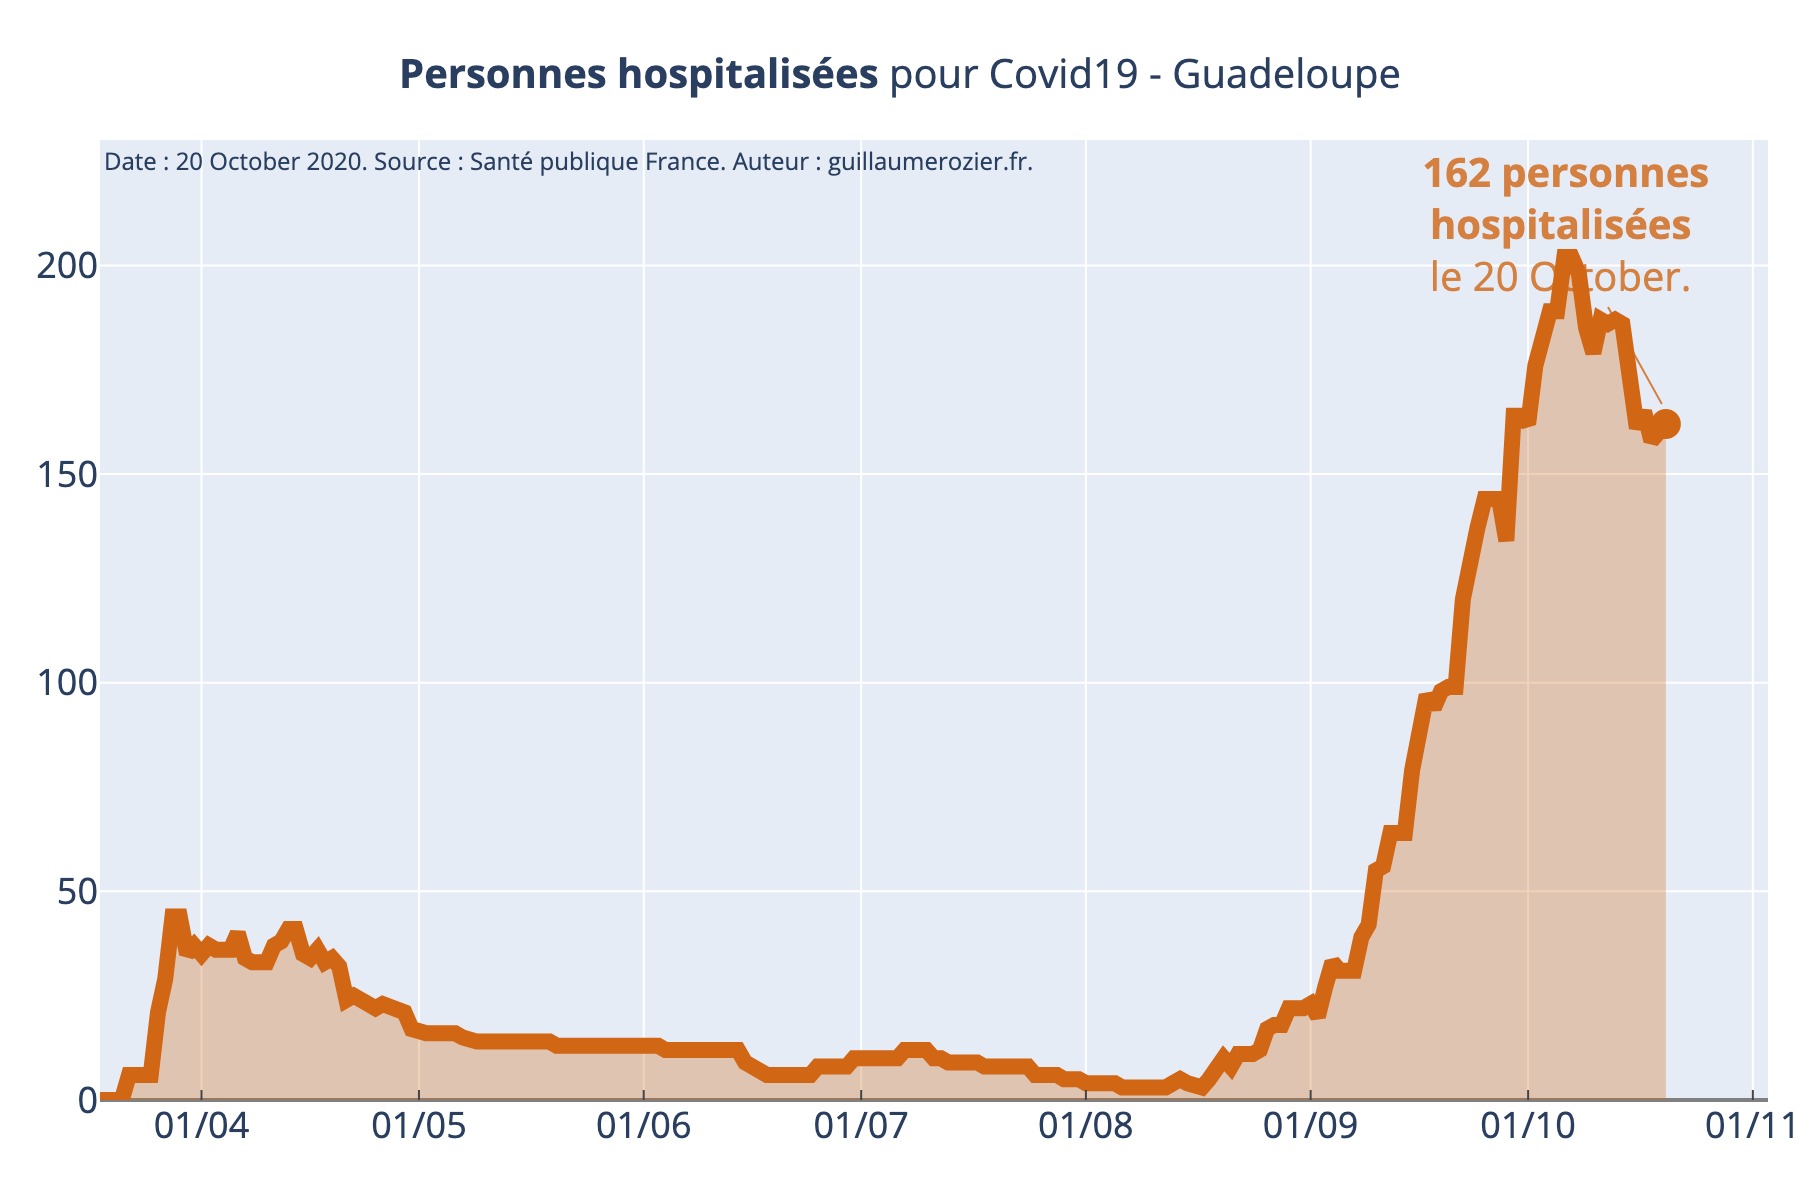 Personnes hospitalisées pour Covid19 - Guadeloupe
Date : 20 October 2020. Source : Santé publique France. Auteur : guillaumerozier.fr.
162 personnes
hospitalisées
le 20 October.
200
150
100
50
0
01/04 01/05 01/06 01/07 01/08 01/09 01/10 01/11